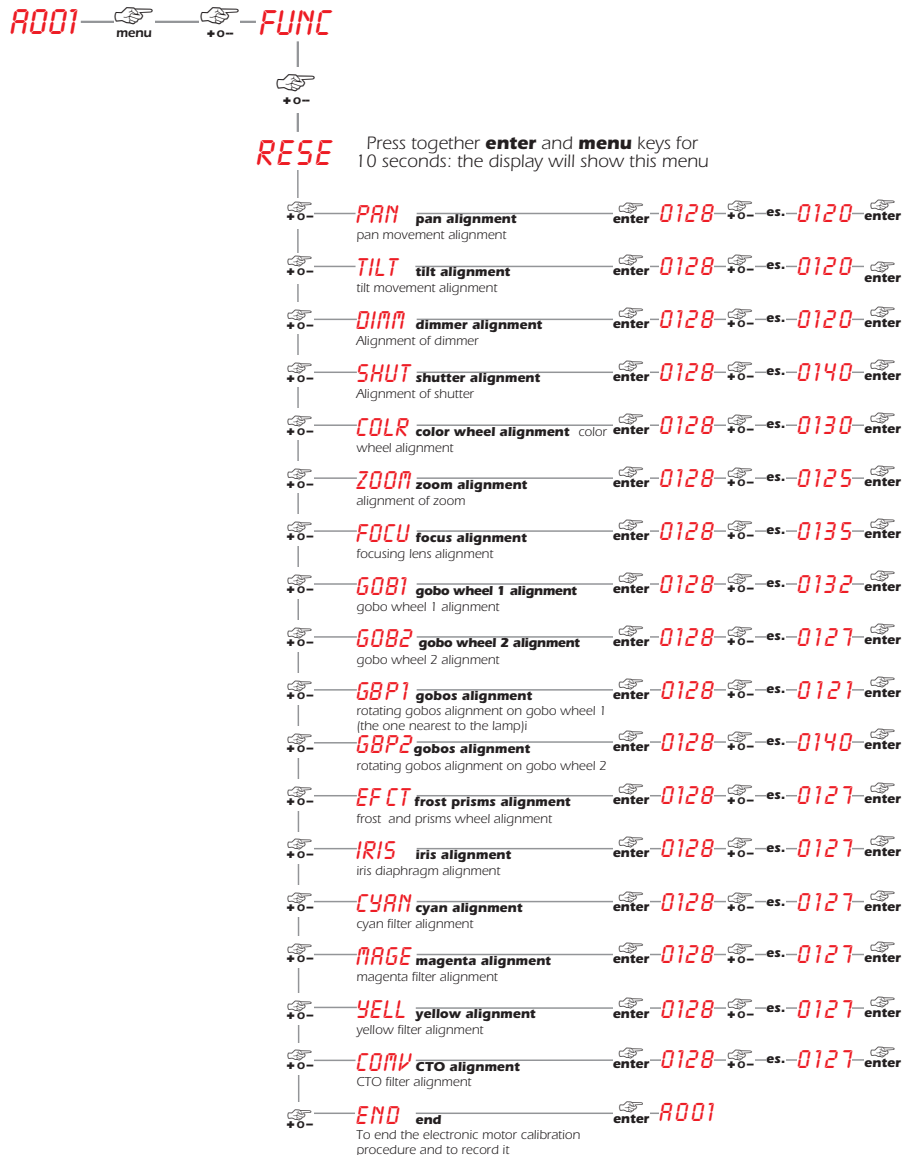 A001 menu +o- FUNC
+o-
RESE Press together enter and menu keys for
10 seconds: the display will show this menu
+o- PAN pan alignment enter 0128 +o- es. 0120 enter
pan movement alignment
+o- TILT tilt alignment enter 0128 +o- es. 0120 enter
tilt movement alignment
+o- DIMM dimmer alignment enter 0128 +o- es. 0120 enter
Alignment of dimmer
+o- SHUT shutter alignment enter 0128 +o- es. 0140 enter
Alignment of shutter
+o- COLR color wheel alignment color enter 0128 +o- es. 0130 enter
wheel alignment
+o- ZOOM zoom alignment enter 0128 +o- es. 0125 enter
alignment of zoom
+o- FOCU focus alignment enter 0128 +o- es. 0135 enter
focusing lens alignment
+o- GOB1 gobo wheel 1 alignment enter 0128 +o- es. 0132 enter
gobo wheel 1 alignment
+o- GOB2 gobo wheel 2 alignment enter 0128 +o- es. 0127 enter
gobo wheel 2 alignment
+o- GBP1 gobos alignment enter 0128 +o- es. 0121 enter
rotating gobos alignment on gobo wheel 1
(the one nearest to the lamp)i
+o- GBP2 gobos alignment enter 0128 +o- es. 0140 enter
rotating gobos alignment on gobo wheel 2
+o- EFCT frost prisms alignment enter 0128 +o- es. 0127 enter
frost and prisms wheel alignment
+o- IRIS iris alignment enter 0128 +o- es. 0127 enter
iris diaphragm alignment
+o- CYAN cyan alignment enter 0128 +o- es. 0127 enter
cyan filter alignment
+o- MAGE magenta alignment enter 0128 +o- es. 0127 enter
magenta filter alignment
+o- YELL yellow alignment enter 0128 +o- es. 0127 enter
yellow filter alignment
+o- COMV CTO alignment enter 0128 +o- es. 0127 enter
CTO filter alignment
+o- END end enter A001
To end the electronic motor calibration
procedure and to record it